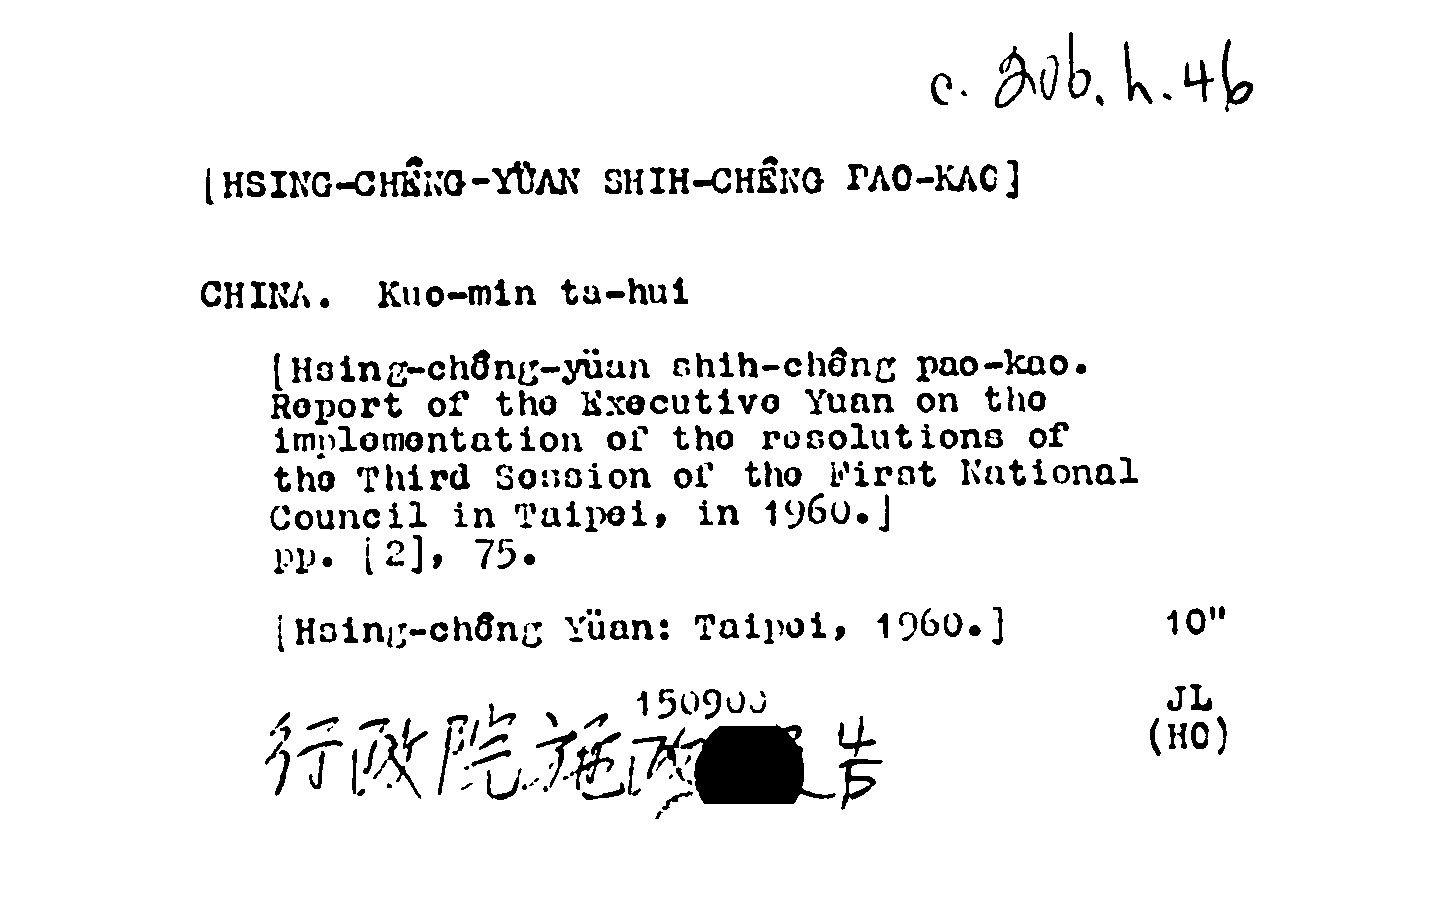 c. 206. h. 46
[HSING-CHÊNG-YÜAN SHIH-CHÊNG PAO-KAO]
CHINA. Kuo-min ta-hui
[Hsing-chêng-yüan shih-chêng pao-kao.
Report of the Executive Yuan on the
implementation of the resolutions of
the Third Session of the First National
Council in Taipei, in 1960.]
pp. [2], 75.
[Hsing-chêng Yüan: Taipei, 1960.] 10"
150900 JL
(HO)
行政院施政 告